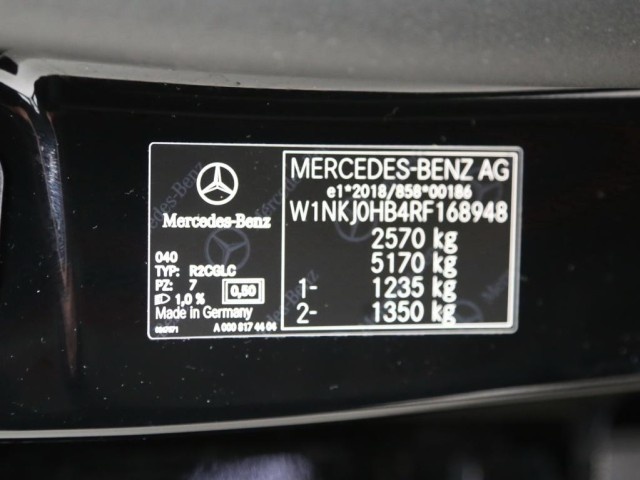 Mercedes-Benz
040
TYP: R2CGLC
PZ: 7
0,50
1,0 %
Made in Germany
A 000 817 44 06
MERCEDES-BENZ AG
e1*2018/858*00186
W1NKJ0HB4RF168948
2570 kg
5170 kg
1- 1235 kg
2- 1350 kg